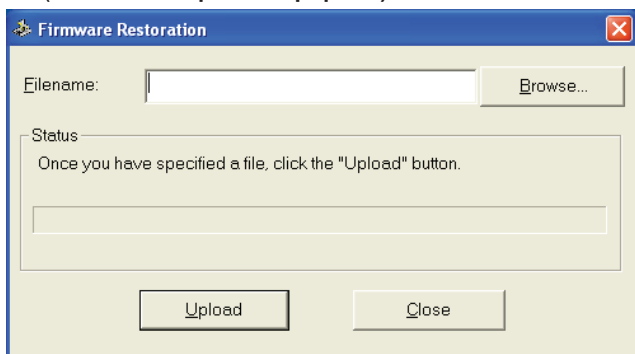 Firmware Restoration
Filename:
Browse...
Status
Once you have specified a file, click the "Upload" button.
Upload
Close